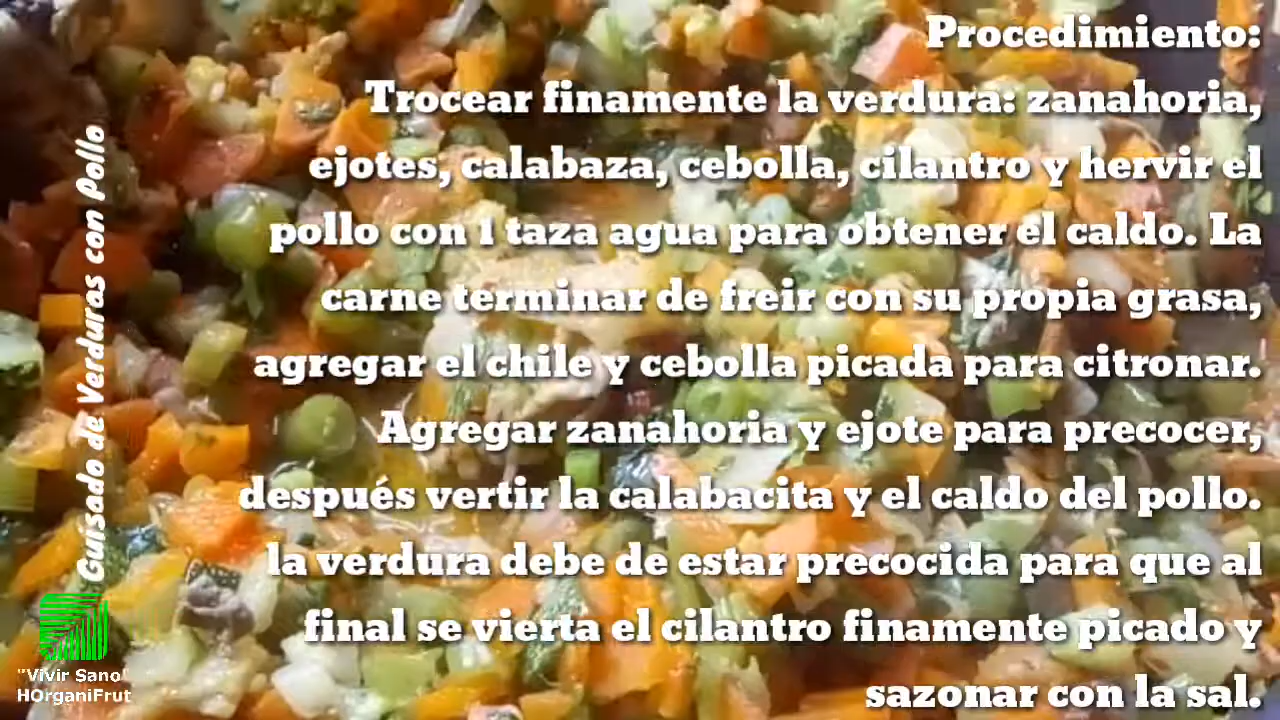 Procedimiento:
Trocear finamente la verdura: zanahoria,
ejotes, calabaza, cebolla, cilantro y hervir el
pollo con 1 taza agua para obtener el caldo. La
carne terminar de freir con su propia grasa,
agregar el chile y cebolla picada para citronar.
Agregar zanahoria y ejote para precocer,
después vertir la calabacita y el caldo del pollo.
la verdura debe de estar precocida para que al
final se vierta el cilantro finamente picado y
sazonar con la sal.
Guisado de Verduras con Pollo
"Vivir Sano"
HOrganiFrut